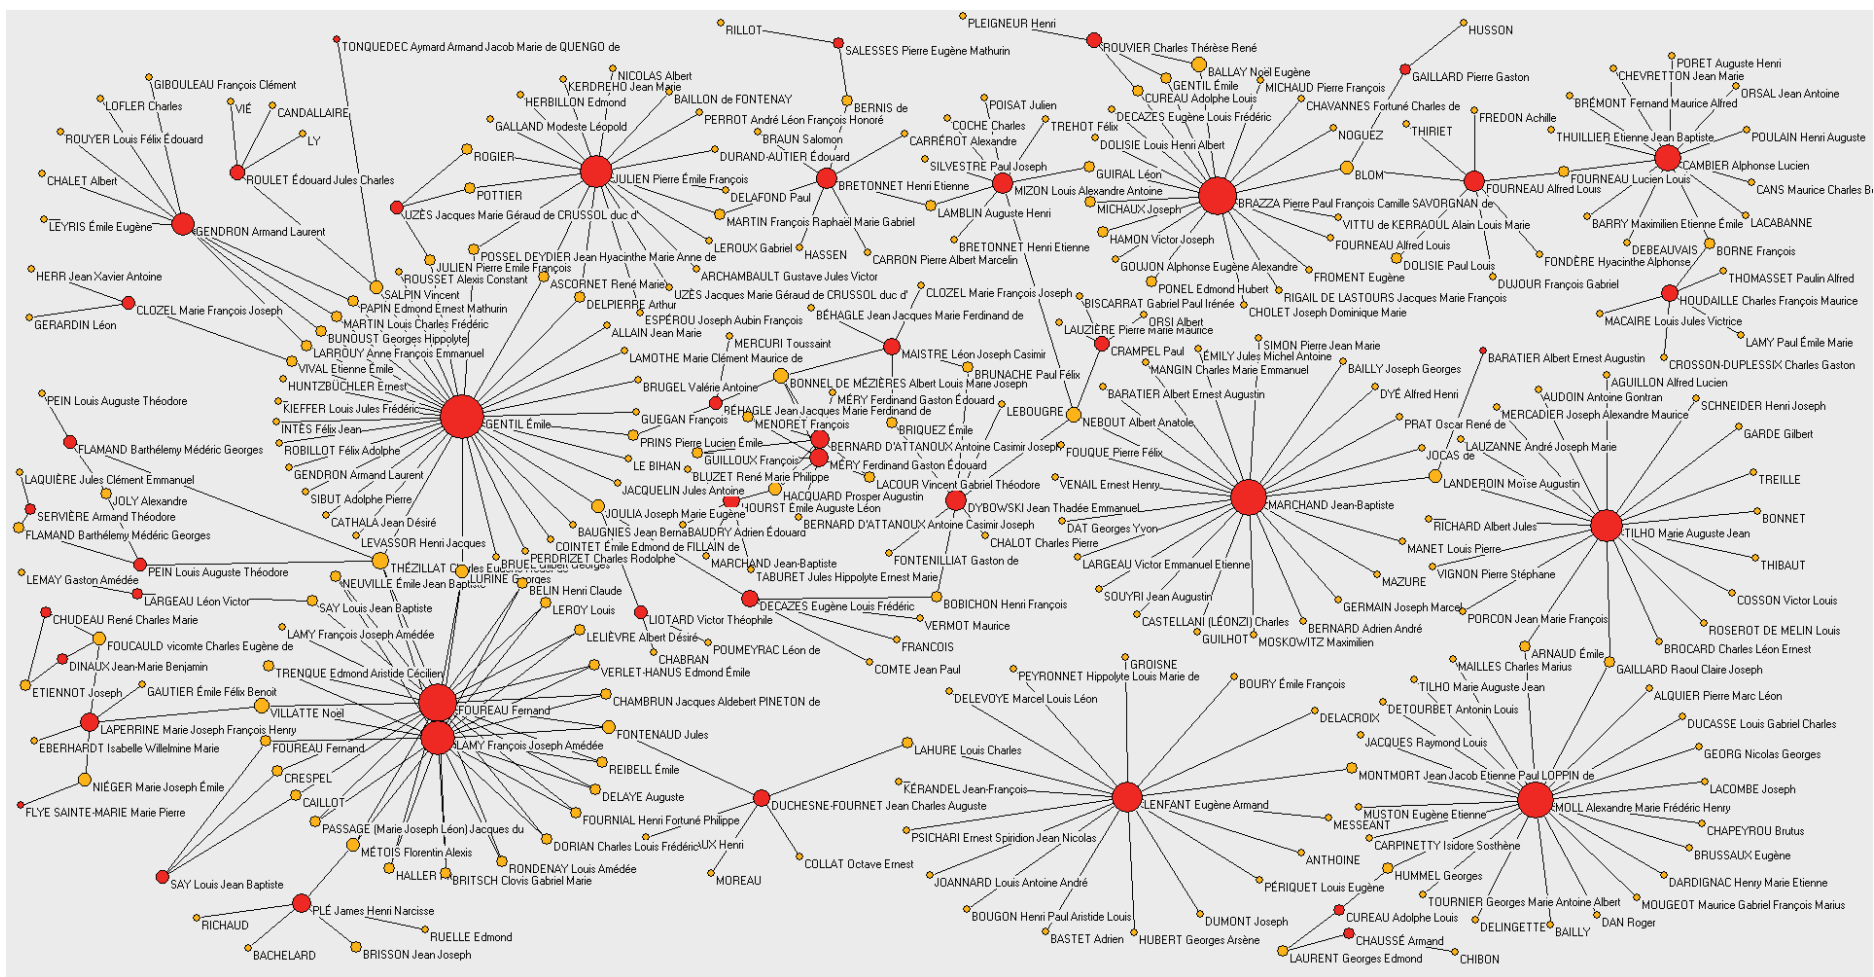 PLEIGNEUR Henri
RILLOT
HUSSON
TONQUEDEC Aymard Armand Jacob Marie de QUENGO de
SALESSES Pierre Eugène Mathurin
ROUVIER Charles Thérèse René
GAILLARD Pierre Gaston
PORET Auguste Henri
NICOLAS Albert
BALLAY Noël Eugène
CHEVRETTON Jean Marie
GIBOULEAU François Clément
KERDREHO Jean Marie
GENTIL Émile
MICHAUD Pierre François
ORSAL Jean Antoine
LOFLER Charles
VIÉ
CANDALLAIRE
HERBILLON Edmond
BAILLON de FONTENAY
BERNIS de
POISAT Julien
CUREAU Adolphe Louis
CHAVANNES Fortuné Charles de
BRÉMONT Fernand Maurice Alfred
ROUYER Louis Félix Édouard
LY
GALLAND Modeste Léopold
PERROT André Léon François Honoré
BRAUN Salomon
CARRÉROT Alexandre
COCHE Charles
TREHOT Félix
DECAZES Eugène Louis Frédéric
NOGUEZ
THIRIET
FREDON Achille
THUILLIER Etienne Jean Baptiste
POULAIN Henri Auguste
ROGIER
DURAND-AUTIER Édouard
SILVESTRE Paul Joseph
DOLISIE Louis Henri Albert
CHALET Albert
ROULET Édouard Jules Charles
JULIEN Pierre Émile François
BRETONNET Henri Etienne
GUIRAL Léon
BLOM
FOURNEAU Lucien Louis
CAMBIER Alphonse Lucien
POTTIER
DELAFOND Paul
MIZON Louis Alexandre Antoine
FOURNEAU Alfred Louis
CANS Maurice Charles
UZÈS Jacques Marie Géraud de CRUSSOL duc d'
MARTIN François Raphaël Marie Gabriel
LAMBLIN Auguste Henri
MICHAUX Joseph
BRAZZA Pierre Paul François Camille SAVORGNAN de
BARRY Maximilien Etienne Émile
LACABANNE
LEYRIS Émile Eugène
GENDRON Armand Laurent
VITTU de KERRAOUL Alain Louis Marie
POSSEL DEYDIER Jean Hyacinthe Marie Anne de
LEROUX Gabriel
HASSEN
BRETONNET Henri Etienne
HAMON Victor Joseph
FOURNEAU Alfred Louis
DEBEAUVAIS
BORNE François
HERR Jean Xavier Antoine
JULIEN Pierre Émile François
CARRON Pierre Albert Marcelin
GOUJON Alphonse Eugène Alexandre
DOLISIE Paul Louis
FONDÈRE Hyacinthe Alphonse
ROUSSET Alexis Constant
ARCHAMBAULT Gustave Jules Victor
FROMENT Eugène
DUJOUR François Gabriel
THOMASSET Paulin Alfred
SALPIN Vincent
ASCORNET René Marie
UZÈS Jacques Marie Géraud de CRUSSOL duc d'
CLOZEL Marie François Joseph
PONEL Edmond Hubert
RIGAIL DE LASTOURS Jacques Marie François
HOUDAILLE Charles François Maurice
CLOZEL Marie François Joseph
PAPIN Edmond Ernest Mathurin
DELPIERRE Arthur
BISCARRAT Gabriel Paul Irénée
CHOLET Joseph Dominique Marie
GERARDIN Léon
MARTIN Louis Charles Frédéric
ESPÉROU Joseph Aubin François
BÉHAGLE Jean Jacques Marie Ferdinand de
ORSI Albert
MACAIRE Louis Jules Victrice
BUNOUST Georges Hippolyte
ALLAIN Jean Marie
MERCURI Toussaint
LAUZIÈRE Pierre Marie Maurice
SIMON Pierre Jean Marie
LAMY Paul Émile Marie
LARROUY Anne François Emmanuel
LAMOTHE Marie Clément Maurice de
MAISTRE Léon Joseph Casimir
CRAMPEL Paul
ÉMILY Jules Michel Antoine
BARATIER Albert Ernest Augustin
CROSSON-DUPLESSIX Charles Gaston
VIVAL Etienne Émile
BRUNACHE Paul Félix
MANGIN Charles Marie Emmanuel
BAILLY Joseph Georges
HUNTZBÜCHLER Ernest
BRUGEL Valérie Antoine
BONNEL DE MÉZIÈRES Albert Louis Marie Joseph
BARATIER Albert Ernest Augustin
DYÉ Alfred Henri
AGUILLON Alfred Lucien
PEIN Louis Auguste Théodore
KIEFFER Louis Jules Frédéric
BÉHAGLE Jean Jacques Marie Ferdinand de
MÉRY Ferdinand Gaston Édouard
LEBOUGRE
AUDOIN Antoine Gontran
SCHNEIDER Henri Joseph
INTÈS Félix Jean
GENTIL Émile
GUEGAN François
MENORET François
BRIQUEZ Émile
NEBOUT Albert Anatole
PRAT Oscar René de
MERCADIER Joseph Alexandre Maurice
GARDE Gilbert
FLAMAND Barthélemy Médéric Georges
ROBILLOT Félix Adolphe
PRINS Pierre Lucien Émile
BERNARD D'ATTANOUX Antoine Casimir Joseph
FOUQUE Pierre Félix
JOCAS de
LAUZANNE André Joseph Marie
LAQUIÈRE Jules Clément Emmanuel
GENDRON Armand Laurent
LE BIHAN
GUILLOUX François
MÉRY Ferdinand Gaston Édouard
VENAIL Ernest Henry
LANDEROIN Moïse Augustin
TREILLE
JOLY Alexandre
SIBUT Adolphe Pierre
JACQUELIN Jules Antoine
BLUZET René Marie Philippe
LACOUR Vincent Gabriel Théodore
HACQUARD Prosper Augustin
SERVIÈRE Armand Théodore
CATHALA Jean Désiré
JOULIA Joseph Marie Eugène
HOURST Émile Auguste Léon
DYBOWSKI Jean Thadée Emmanuel
DAT Georges Yvon
MARCHAND Jean-Baptiste
RICHARD Albert Jules
TILHO Marie Auguste Jean
BONNET
FLAMAND Barthélemy Médéric Georges
LEVASSOR Henri Jacques
BAUGNIES Jean
BAUDRY Adrien Édouard
BERNARD D'ATTANOUX Antoine Casimir Joseph
CHALOT Charles Pierre
COINTET Émile Edmond de FILLAIN de
MARCHAND Jean-Baptiste
FONTENILLIAT Gaston de
LARGEAU Victor Emmanuel Etienne
MANET Louis Pierre
THIBAUT
PEIN Louis Auguste Théodore
PERDRIZET Charles Rodolphe
TABURET Jules Hippolyte Ernest Marie
MAZURE
VIGNON Pierre Stéphane
LEMAY Gaston Amédée
NEUVILLE Émile Jean Baptiste
LURINE Georges
BELIN Henri Claude
SOUYRI Jean Augustin
COSSON Victor Louis
LARGEAU Léon Victor
SAY Louis Jean Baptiste
LEROY Louis
DECAZES Eugène Louis Frédéric
BOBICHON Henri François
GERMAIN Joseph Marcel
PORCON Jean Marie François
CHUDEAU René Charles Marie
LIOTARD Victor Théophile
VERMOT Maurice
CASTELLANI (LÉONZI) Charles
BERNARD Adrien André
ROSEROT DE MELIN Louis
LAMY François Joseph Amédée
LELIÈVRE Albert Désiré
FRANCOIS
GUILHOT
MOSKOWITZ Maximilien
BROCARD Charles Léon Ernest
FOUCAULD vicomte Charles Eugène de
POUMEYRAC Léon de
ARNAUD Émile
DINAUX Jean-Marie Benjamin
TRENQUE Edmond Aristide Cécilien
CHABRAN
COMTE Jean Paul
GROISNE
MAILLES Charles Marius
GAILLARD Raoul Claire Joseph
VERLET-HANUS Edmond Émile
PEYRONNET Hippolyte Louis Marie de
BOURY Émile François
TILHO Marie Auguste Jean
ALQUIER Pierre Marc Léon
ETIENNOT Joseph
GAUTIER Émile Félix Benoit
CHAMBRUN Jacques Aldebert PINETON de
DELEVOYE Marcel Louis Léon
DETOURBET Antonin Louis
VILLATTE Noël
FOUREAU Fernand
DELACROIX
DUCASSE Louis Gabriel Charles
LAPERRINE Marie Joseph François Henry
FONTENAUD Jules
JACQUES Raymond Louis
EBERHARDT Isabelle Willelmine Marie
FOUREAU Fernand
LAMY François Joseph Amédée
LAHURE Louis Charles
GEORG Nicolas Georges
REIBELL Émile
MONTMORT Jean Jacob Etienne Paul LOPPIN de
NIÉGER Marie Joseph Émile
CRESPEL
KÉRANDEL Jean-François
LACOMBE Joseph
CAILLOT
DELAYE Auguste
DUCHESNE-FOURNET Jean Charles Auguste
LENFANT Eugène Armand
MUSTON Eugène Etienne
MOLL Alexandre Marie Frédéric Henry
FLYE SAINTE-MARIE Marie Pierre
FOURNIAL Henri Fortuné Philippe
MESSEANT
CHAPEYROU Brutus
PASSAGE (Marie Joseph Léon) Jacques du
PSICHARI Ernest Spiridion Jean Nicolas
CARPINETTY Isidore Sosthène
DORIAN Charles Louis Frédéric
MÉTOIS Florentin Alexis
COLLAT Octave Ernest
ANTHOINE
BRUSSAUX Eugène
RONDENAY Louis Amédée
MOREAU
HALLER
BRITSCH Clovis Gabriel Marie
JOANNARD Louis Antoine André
PÉRIQUET Louis Eugène
HUMMEL Georges
DARDIGNAC Henry Marie Etienne
SAY Louis Jean Baptiste
TOURNIER Georges Marie Antoine Albert
MOUGEOT Maurice Gabriel François Marius
PLÉ James Henri Narcisse
BOUGON Henri Paul Aristide Louis
DUMONT Joseph
CUREAU Adolphe Louis
DELINGETTE
DAN Roger
RICHAUD
RUELLE Edmond
BASTET Adrien
HUBERT Georges Arsène
CHAUSSÉ Armand
BAILLY
BACHELARD
BRISSON Jean Joseph
LAURENT Georges Edmond
CHIBON